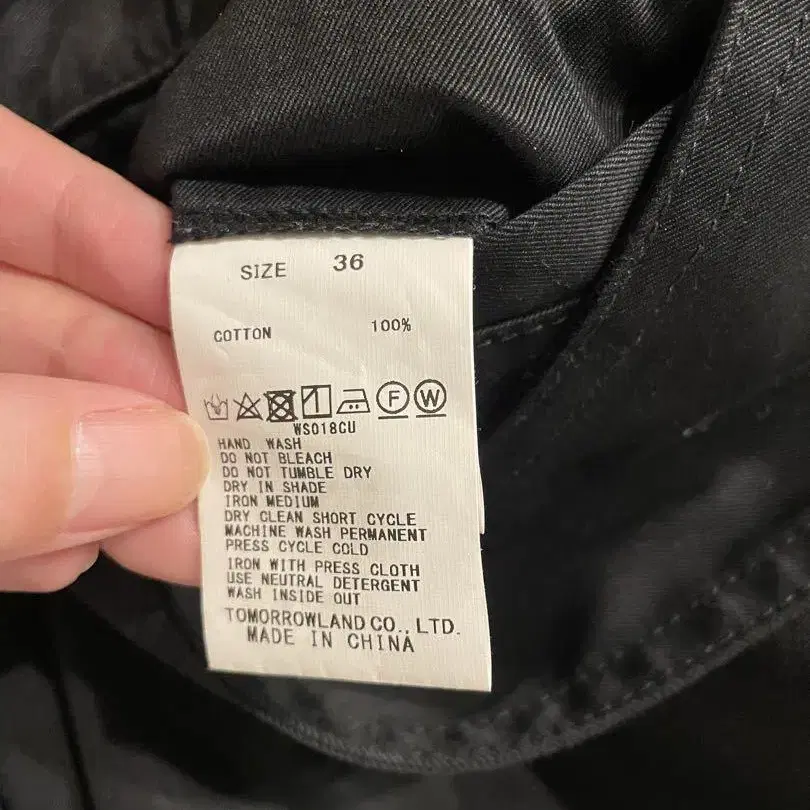 SIZE 36
COTTON 100%
F W
WS018CU
HAND WASH
DO NOT BLEACH
DO NOT TUMBLE DRY
DRY IN SHADE
IRON MEDIUM
DRY CLEAN SHORT CYCLE
MACHINE WASH PERMANENT
PRESS CYCLE COLD
IRON WITH PRESS CLOTH
USE NEUTRAL DETERGENT
WASH INSIDE OUT
TOMORROWLAND CO., LTD.
MADE IN CHINA